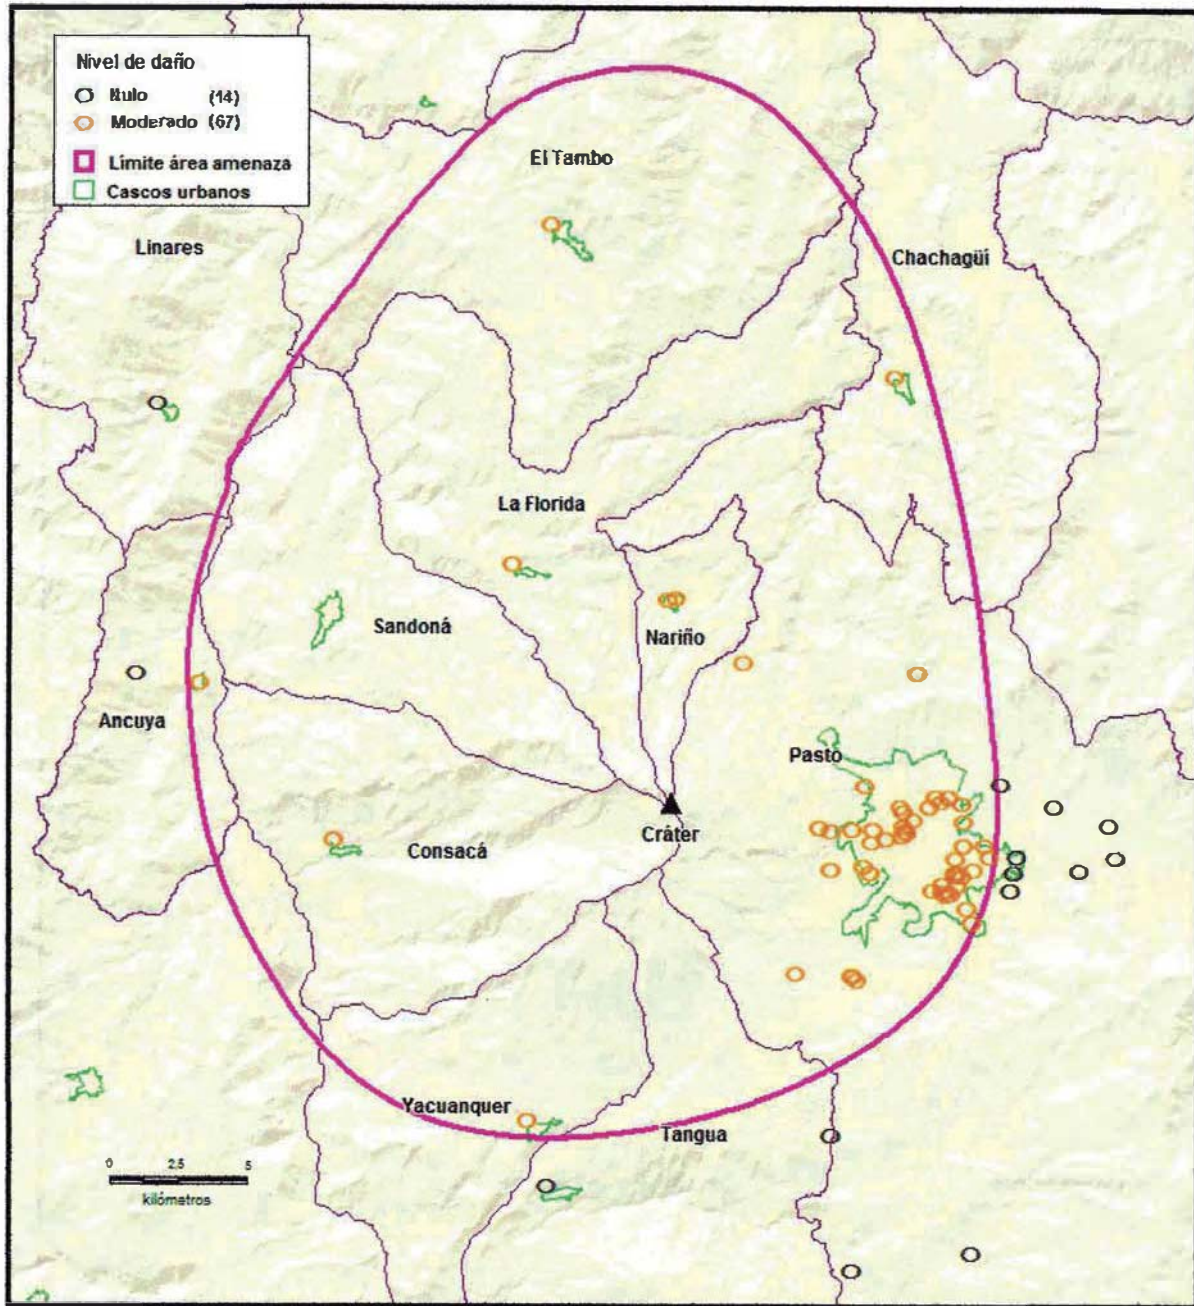 Nivel de daño
Nulo (14)
Moderado (67)
Límite área amenaza
Cascos urbanos
El Tambo
Linares
Chachagüí
La Florida
Sandoná
Nariño
Ancuya
Pasto
Cráter
Consacá
Yacuanquer
Tangua
0 2,5 5
kilómetros